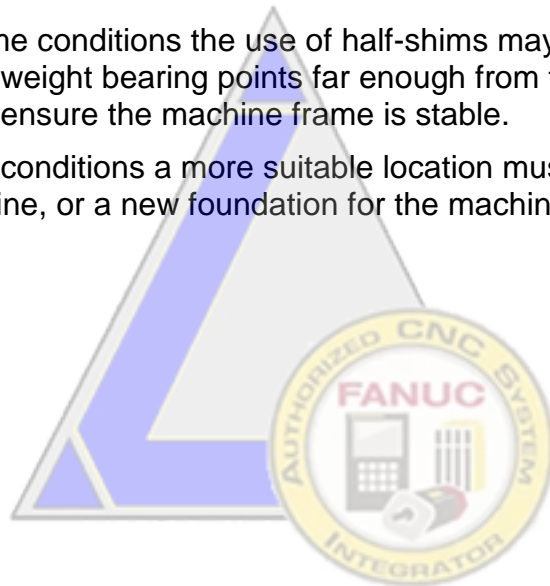 ne conditions the use of half-shims may
weight bearing points far enough from t
ensure the machine frame is stable.
conditions a more suitable location mus
ine, or a new foundation for the machin
AUTHORIZED CNC SYSTEM
FANUC
INTEGRATOR